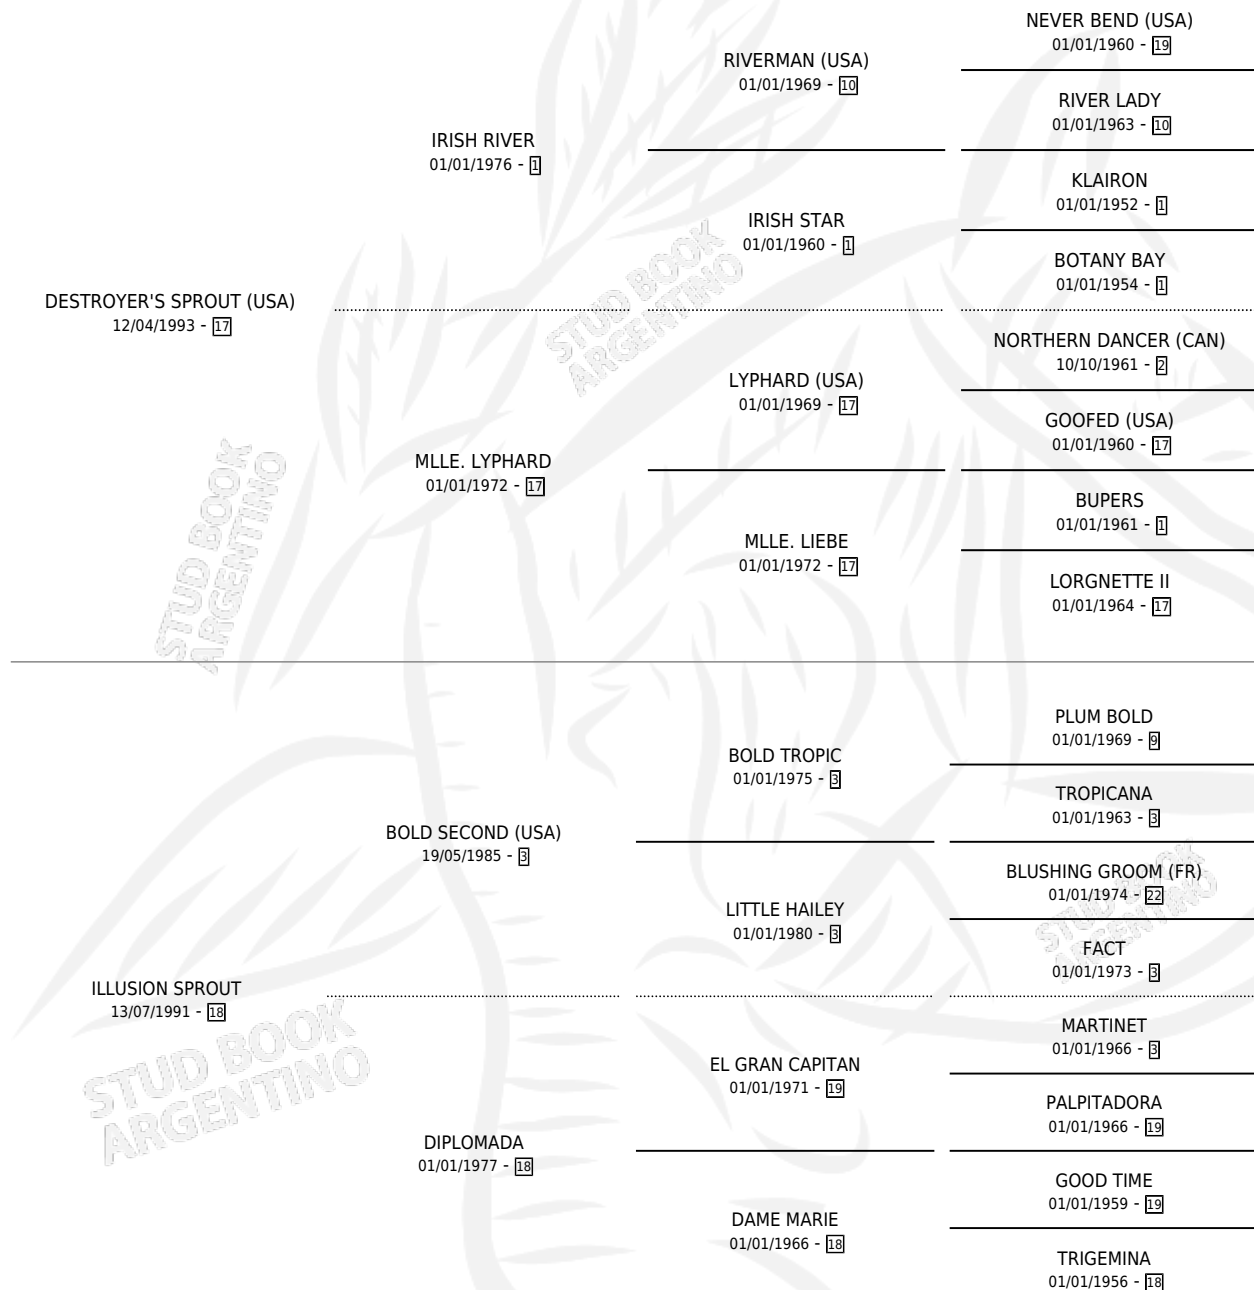 NEVER BEND (USA)
01/01/1960 - 19
RIVERMAN (USA)
01/01/1969 - 10
RIVER LADY
01/01/1963 - 10
IRISH RIVER
01/01/1976 - 1
KLAIRON
01/01/1952 - 1
IRISH STAR
01/01/1960 - 1
BOTANY BAY
01/01/1954 - 1
DESTROYER'S SPROUT (USA)
12/04/1993 - 17
NORTHERN DANCER (CAN)
10/10/1961 - 2
LYPHARD (USA)
01/01/1969 - 17
GOOFED (USA)
01/01/1960 - 17
MLLE. LYPHARD
01/01/1972 - 17
BUPERS
01/01/1961 - 1
MLLE. LIEBE
01/01/1972 - 17
LORGNETTE II
01/01/1964 - 17
PLUM BOLD
01/01/1969 - 9
BOLD TROPIC
01/01/1975 - 3
TROPICANA
01/01/1963 - 3
BOLD SECOND (USA)
19/05/1985 - 3
BLUSHING GROOM (FR)
01/01/1974 - 22
LITTLE HAILEY
01/01/1980 - 3
FACT
01/01/1973 - 3
ILLUSION SPROUT
13/07/1991 - 18
MARTINET
01/01/1966 - 3
EL GRAN CAPITAN
01/01/1971 - 19
PALPITADORA
01/01/1966 - 19
DIPLOMADA
01/01/1977 - 18
GOOD TIME
01/01/1959 - 19
DAME MARIE
01/01/1966 - 18
TRIGEMINA
01/01/1956 - 18
STUD BOOK
ARGENTINO
STUD BOOK
ARGENTINO
STUD BOOK
ARGENTINO
STUD BOOK
ARGENTINO